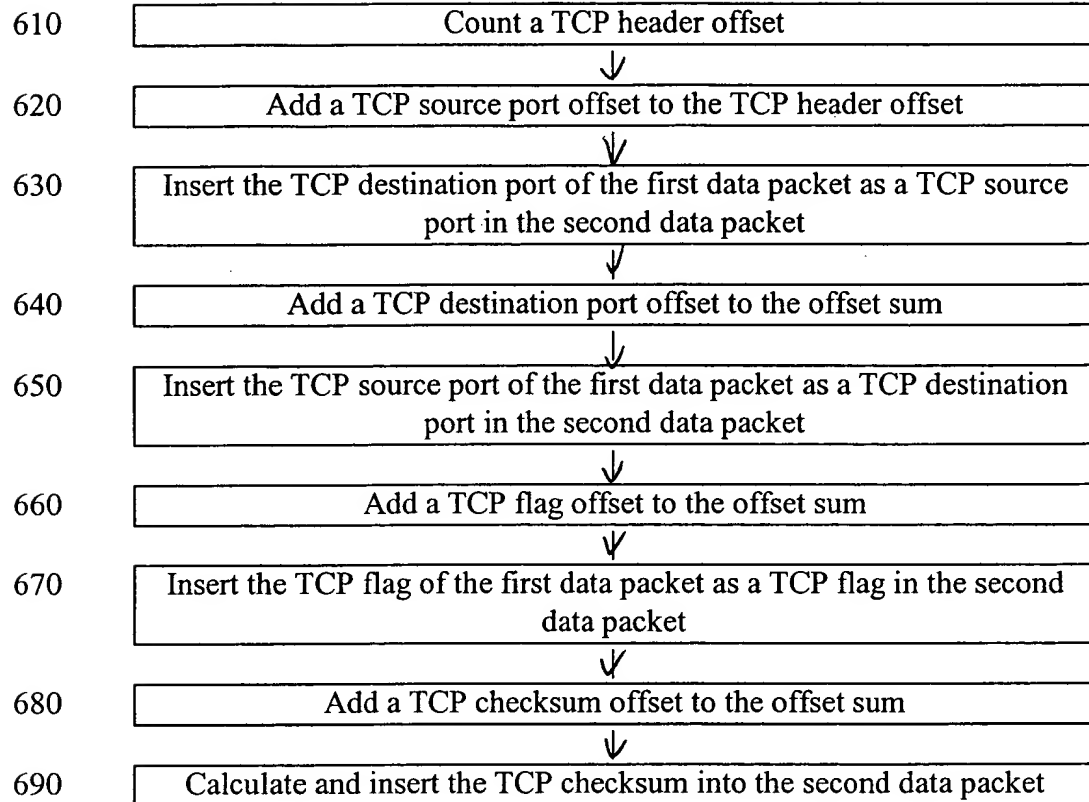 610 Count a TCP header offset
620 Add a TCP source port offset to the TCP header offset
630 Insert the TCP destination port of the first data packet as a TCP source
port in the second data packet
640 Add a TCP destination port offset to the offset sum
650 Insert the TCP source port of the first data packet as a TCP destination
port in the second data packet
660 Add a TCP flag offset to the offset sum
670 Insert the TCP flag of the first data packet as a TCP flag in the second
data packet
680 Add a TCP checksum offset to the offset sum
690 Calculate and insert the TCP checksum into the second data packet